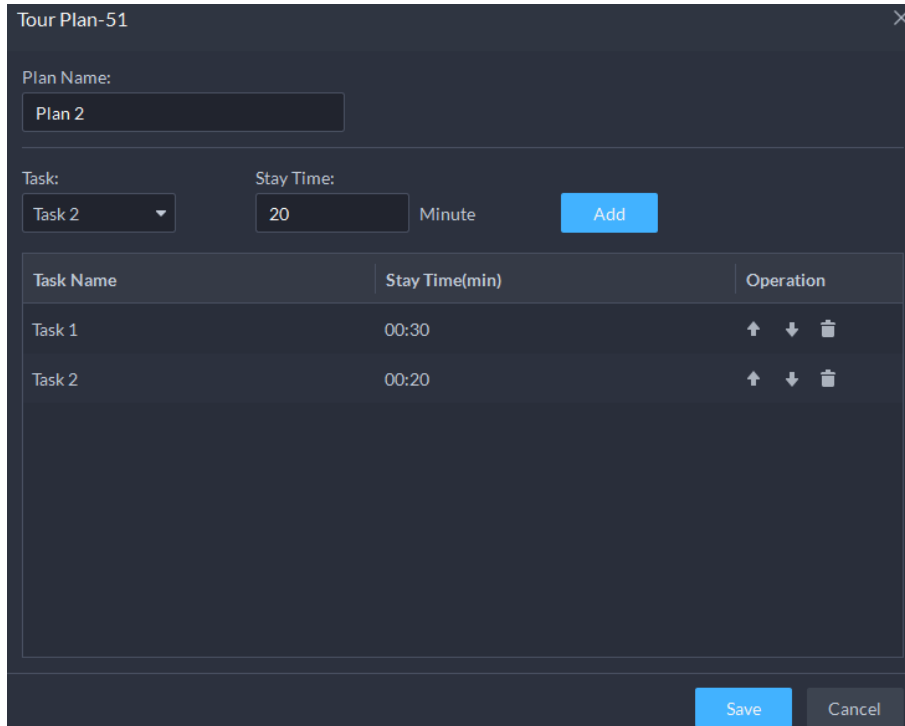 Tour Plan-51
Plan Name:
Plan 2
Task: Stay Time:
Task 2 20 Minute Add
Task Name Stay Time(min) Operation
Task 1 00:30
Task 2 00:20
Save Cancel